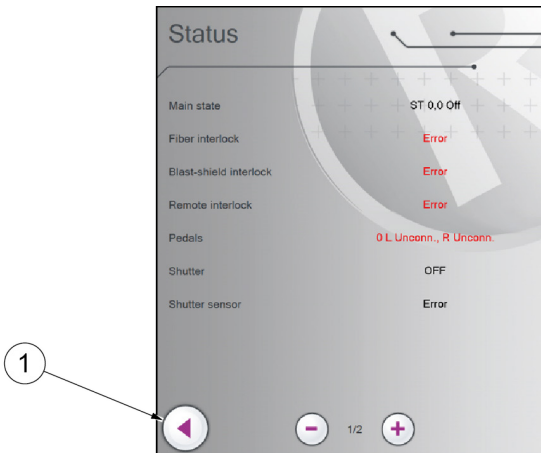 Status
Main state ST 0,0 Off
Fiber interlock Error
Blast-shield interlock Error
Remote interlock Error
Pedals 0 L Unconn., R Unconn.
Shutter OFF
Shutter sensor Error
1
1/2